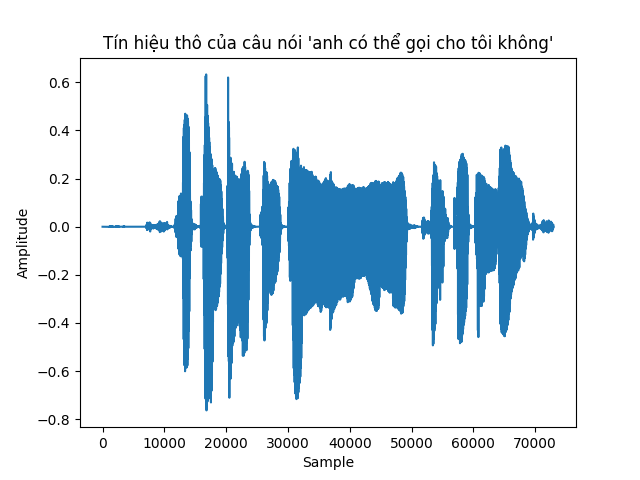 Tín hiệu thô của câu nói 'anh có thể gọi cho tôi không'
0.6
0.4
0.2
0.0
−0.2
−0.4
−0.6
−0.8
Amplitude
0 10000 20000 30000 40000 50000 60000 70000
Sample